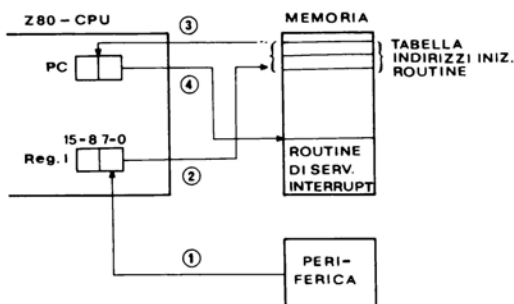 Z80-CPU
MEMORIA
③
TABELLA
INDIRIZZI INIZ.
ROUTINE
PC
④
15-8 7-0
Reg. I
②
ROUTINE
DI SERV.
INTERRUPT
①
PERI-
FERICA